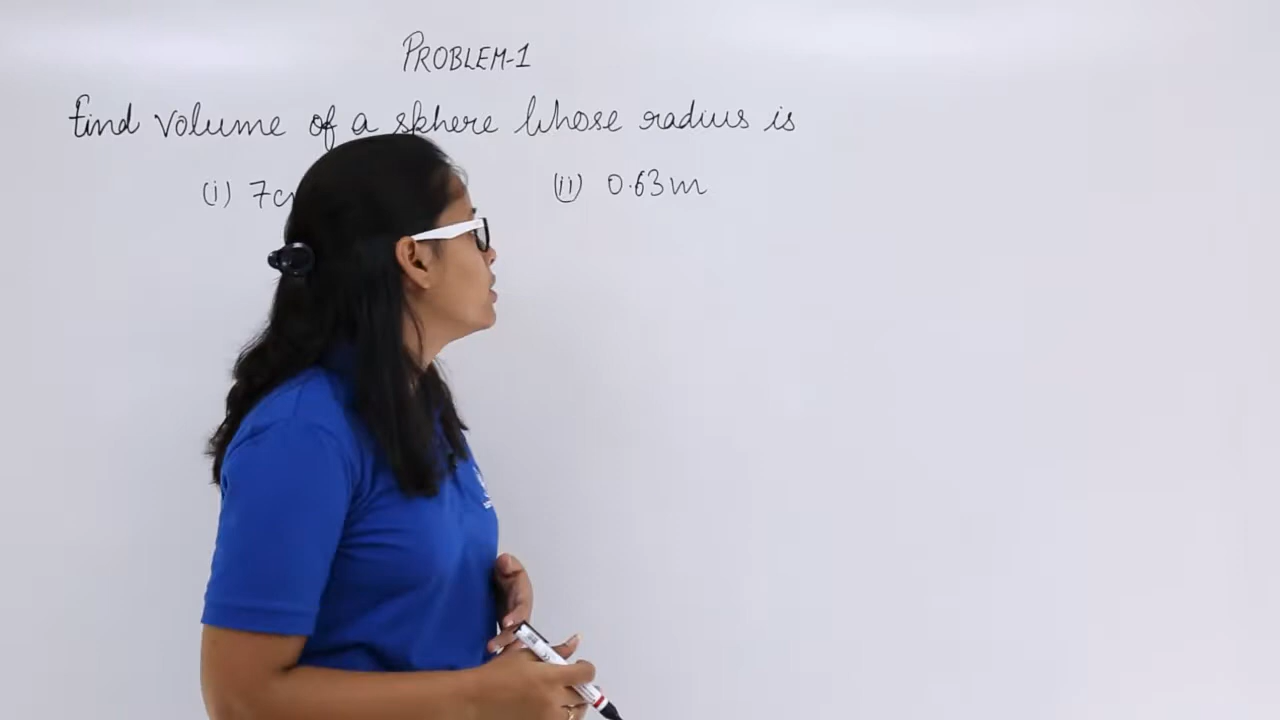 PROBLEM-1
Find volume of a sphere whose radius is
(i) 7c (ii) 0.63m